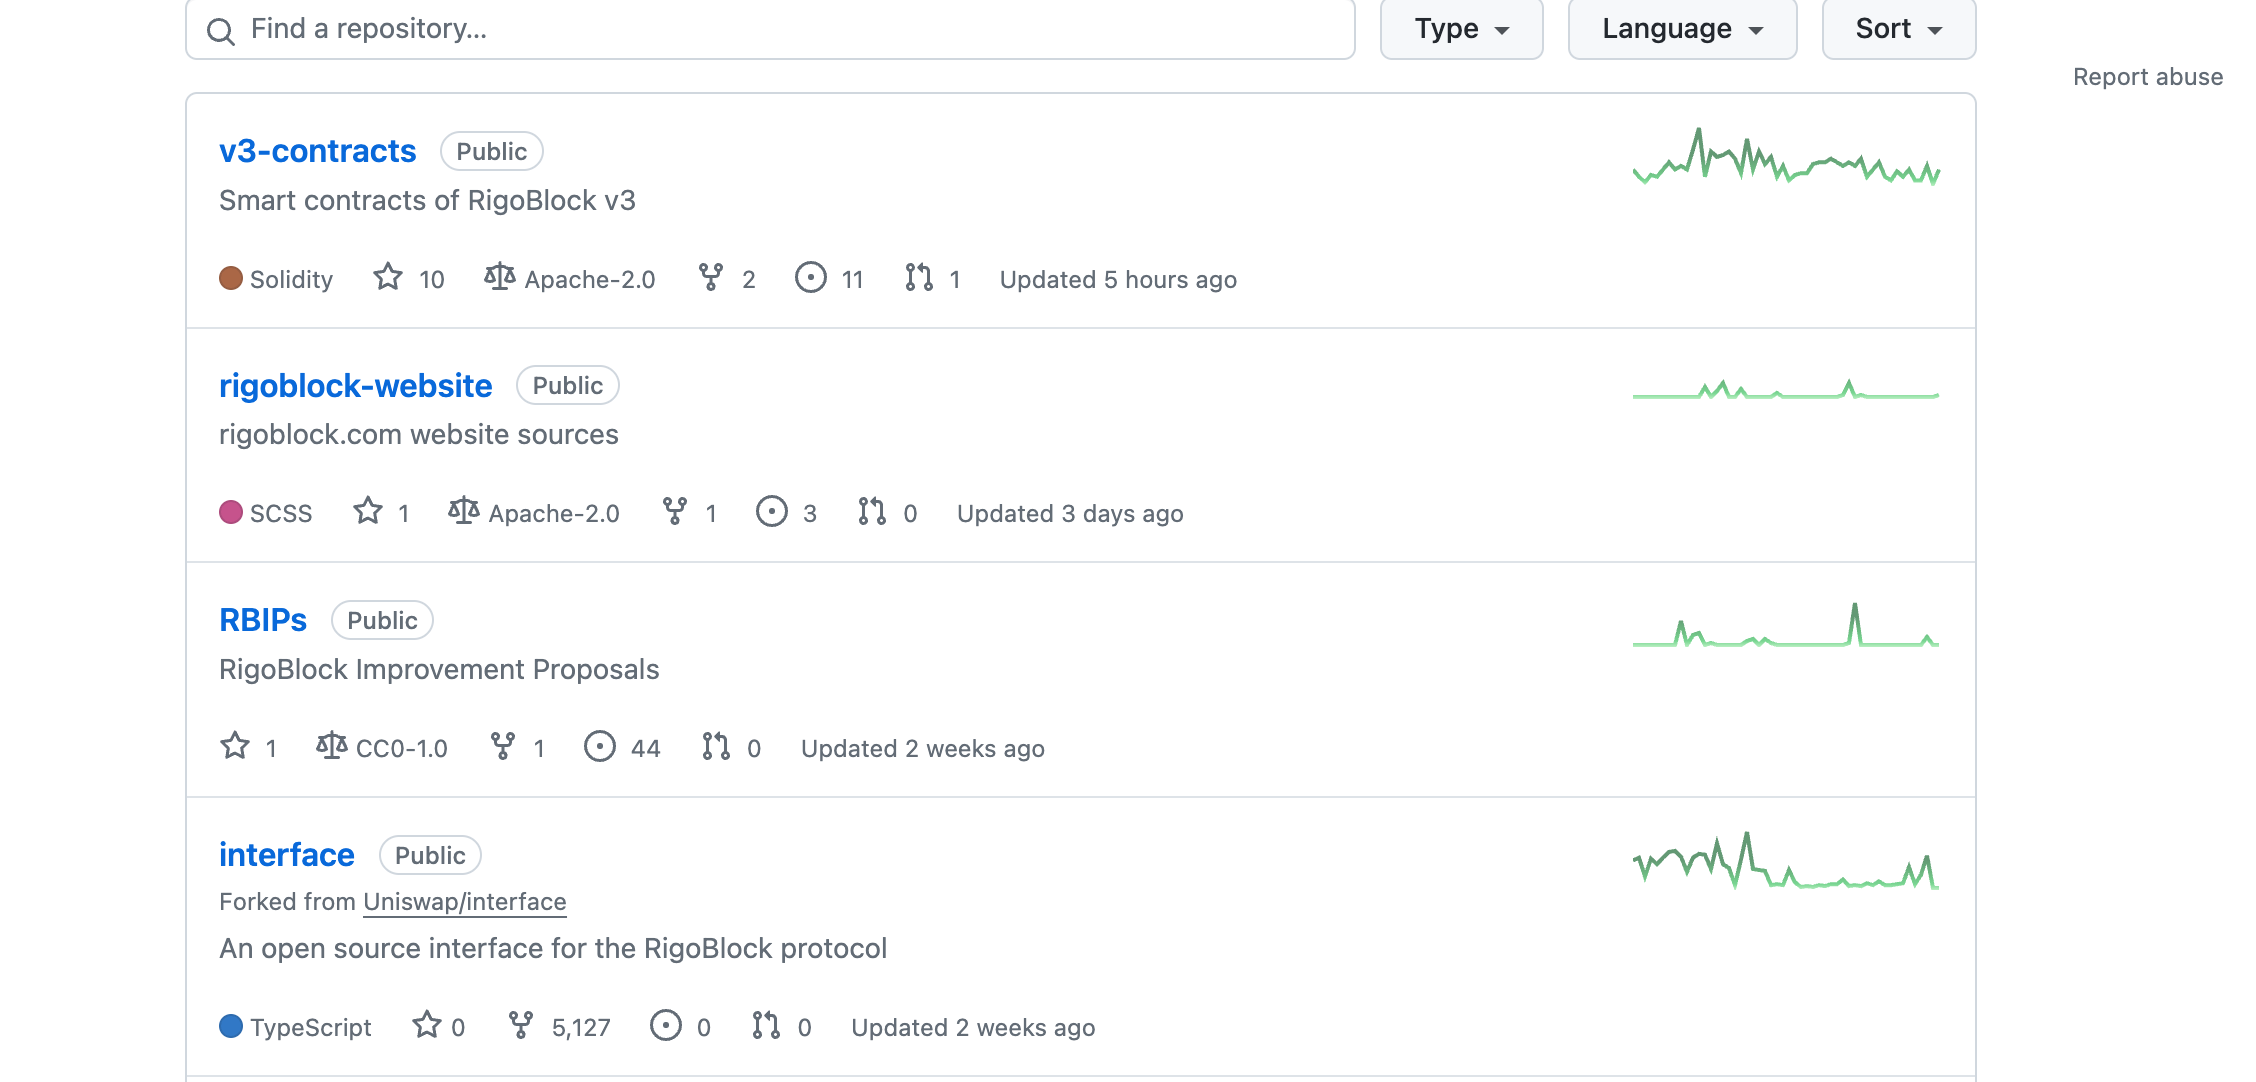 Find a repository...
Type
Language
Sort
Report abuse
v3-contracts Public
Smart contracts of RigoBlock v3
Solidity 10 Apache-2.0 2 11 1 Updated 5 hours ago
rigoblock-website Public
rigoblock.com website sources
SCSS 1 Apache-2.0 1 3 0 Updated 3 days ago
RBIPs Public
RigoBlock Improvement Proposals
1 CC0-1.0 1 44 0 Updated 2 weeks ago
interface Public
Forked from Uniswap/interface
An open source interface for the RigoBlock protocol
TypeScript 0 5,127 0 0 Updated 2 weeks ago